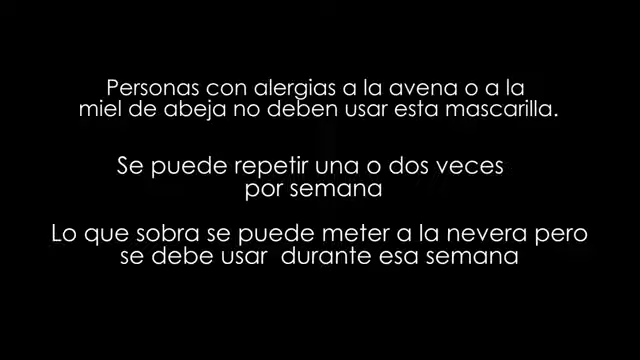 Personas con alergias a la avena o a la
miel de abeja no deben usar esta mascarilla.
Se puede repetir una o dos veces
por semana
Lo que sobra se puede meter a la nevera pero
se debe usar  durante esa semana